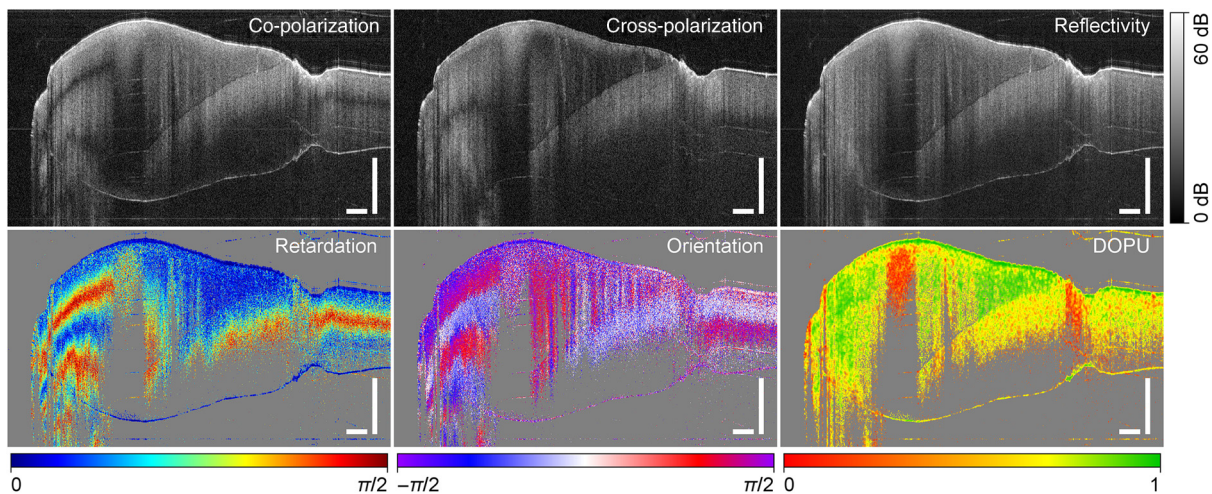 Co-polarization
Cross-polarization
Reflectivity
60 dB
0 dB
Retardation
Orientation
DOPU
0
π/2
−π/2
π/2
0
1